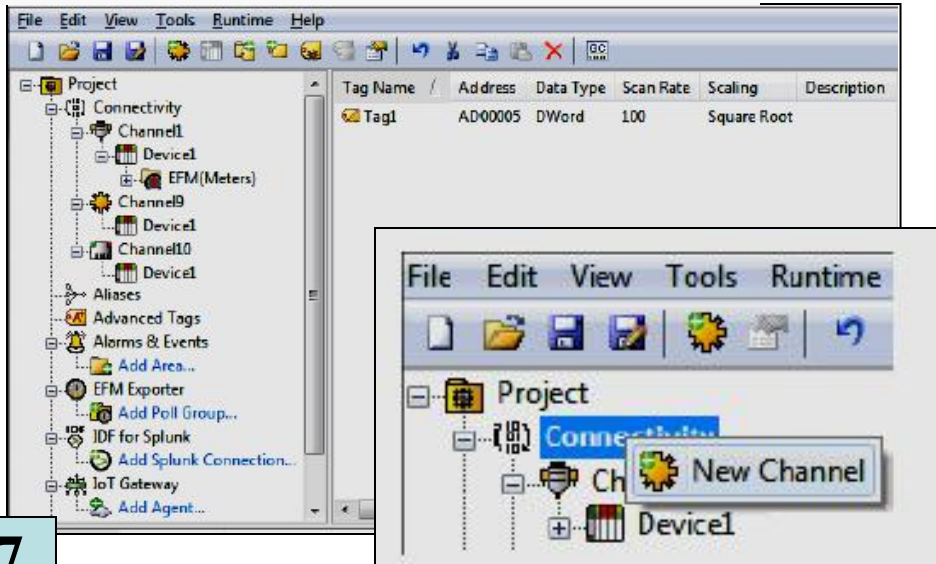 File Edit View Tools Runtime Help
Project
Connectivity
Channel1
Device1
EFM(Meters)
Channel9
Device1
Channel10
Device1
Aliases
Advanced Tags
Alarms & Events
Add Area...
EFM Exporter
Add Poll Group...
IDF for Splunk
Add Splunk Connection...
IoT Gateway
Add Agent...
Tag Name / Address Data Type Scan Rate Scaling Description
Tag1 AD00005 DWord 100 Square Root
File Edit View Tools Runtime
Project
New Channel
Device1
7